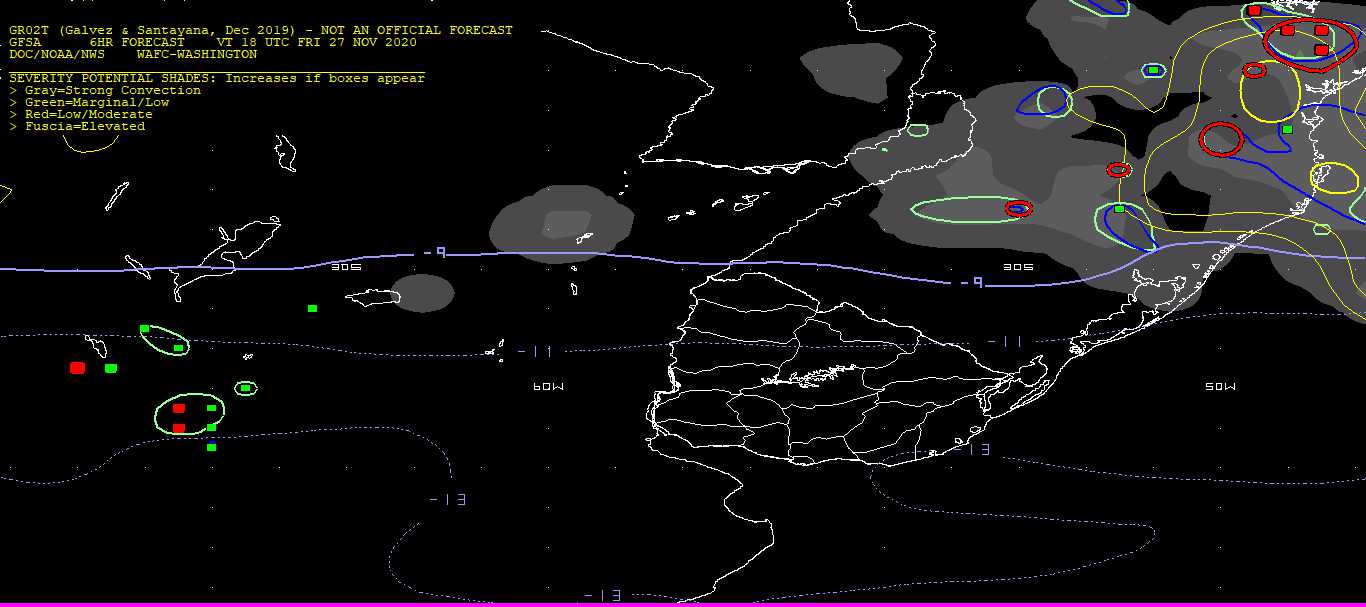 GR02T (Galvez & Santayana, Dec 2019) - NOT AN OFFICIAL FORECAST
GFSA 6HR FORECAST VT 18 UTC FRI 27 NOV 2020
DOC/NOAA/NWS WAFC-WASHINGTON
SEVERITY POTENTIAL SHADES: Increases if boxes appear
> Gray=Strong Convection
> Green=Marginal/Low
> Red=Low/Moderate
> Fuscia=Elevated
-9
30S
30S
-9
-11
-11
60W
50W
-13
-13
-13